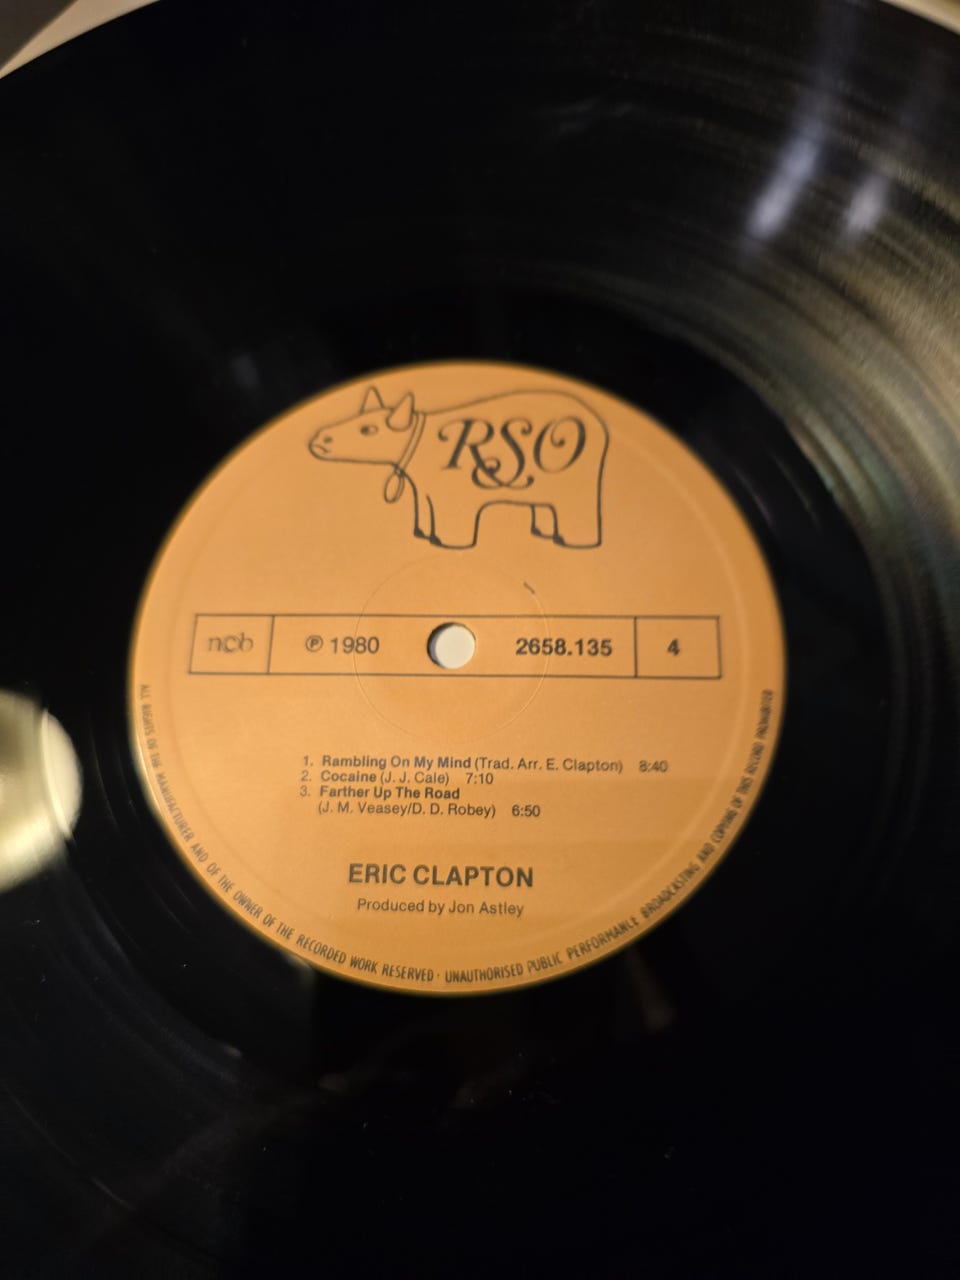 RSO
ncb ℗ 1980 2658.135 4
1. Rambling On My Mind (Trad. Arr. E. Clapton) 8:40
2. Cocaine (J. J. Cale) 7:10
3. Farther Up The Road
(J. M. Veasey/D. D. Robey) 6:50
ERIC CLAPTON
Produced by Jon Astley
ALL RIGHTS OF THE MANUFACTURER AND OF THE OWNER OF THE RECORDED WORK RESERVED · UNAUTHORISED PUBLIC PERFORMANCE BROADCASTING AND COPYING OF THIS RECORD PROHIBITED